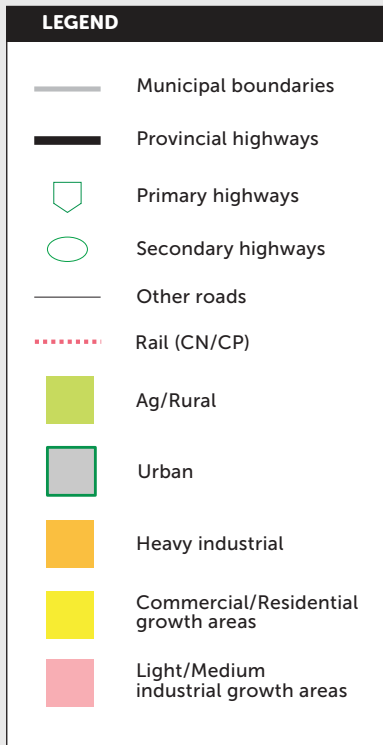 LEGEND
Municipal boundaries
Provincial highways
Primary highways
Secondary highways
Other roads
Rail (CN/CP)
Ag/Rural
Urban
Heavy industrial
Commercial/Residential
growth areas
Light/Medium
industrial growth areas